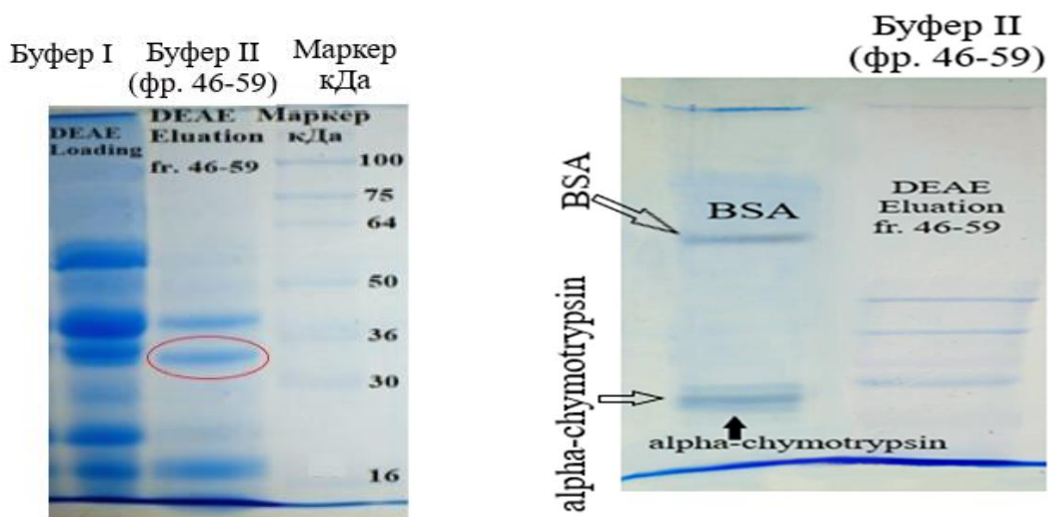 Буфер I
Буфер II
(фр. 46-59)
Маркер
кДа
DEAE
Loading
DEAE
Eluation
fr. 46-59
Маркер
кДа
100
75
64
50
36
30
16
Буфер II
(фр. 46-59)
BSA
BSA
DEAE
Eluation
fr. 46-59
alpha-chymotrypsin
alpha-chymotrypsin